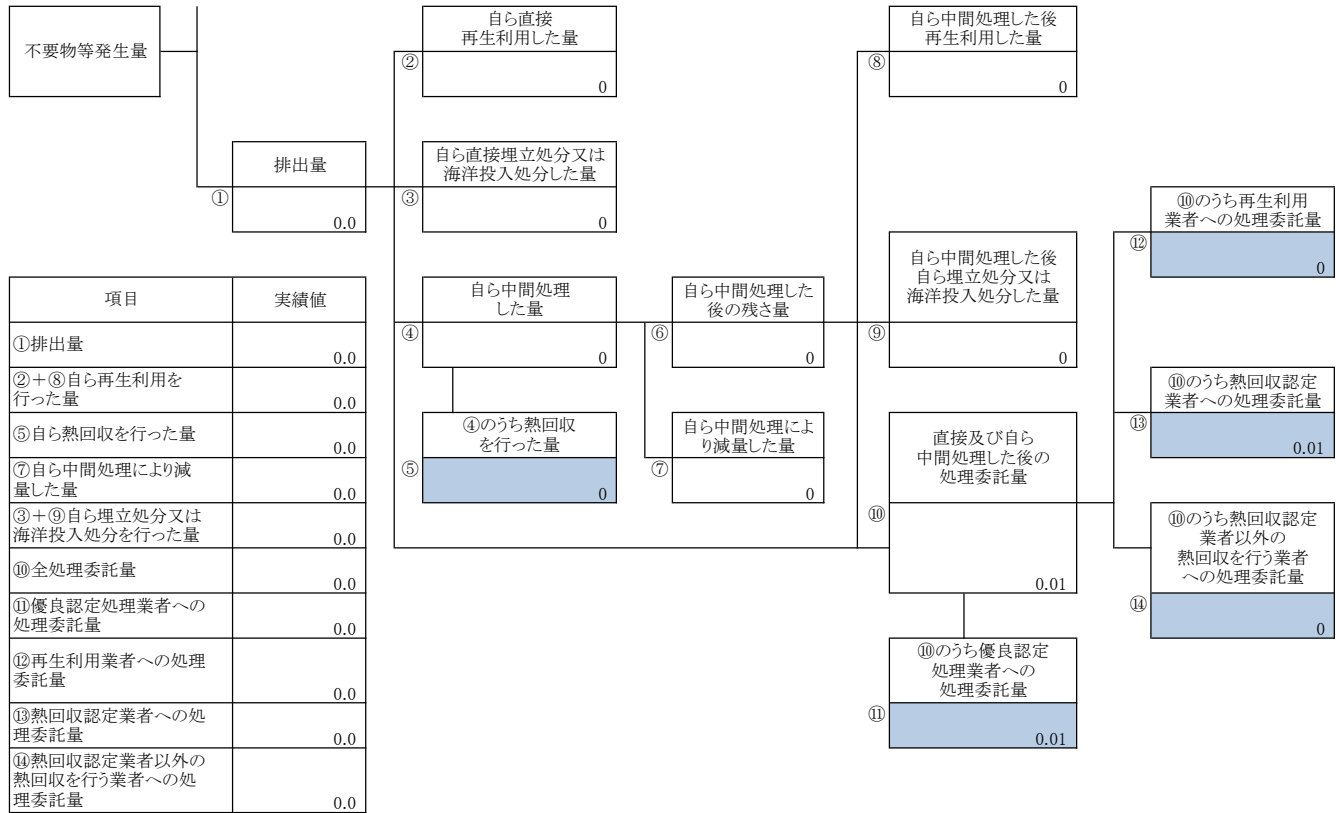 不要物等発生量
自ら直接
再生利用した量
②
0
自ら中間処理した後
再生利用した量
⑧
0
排出量
①
0.0
自ら直接埋立処分又は
海洋投入処分した量
③
0
⑩のうち再生利用
業者への処理委託量
⑫
0
自ら中間処理した後
自ら埋立処分又は
海洋投入処分した量
⑨
0
自ら中間処理
した量
④
0
自ら中間処理した
後の残さ量
⑥
0
④のうち熱回収
を行った量
⑤
0
自ら中間処理によ
り減量した量
⑦
0
直接及び自ら
中間処理した後の
処理委託量
⑩
0.01
⑩のうち熱回収認定
業者への処理委託量
⑬
0.01
⑩のうち熱回収認定
業者以外の
熱回収を行う業者
への処理委託量
⑭
0
⑩のうち優良認定
処理業者への
処理委託量
⑪
0.01
項目 実績値
①排出量
0.0
②+⑧自ら再生利用を
行った量
0.0
⑤自ら熱回収を行った量
0.0
⑦自ら中間処理により減
量した量
0.0
③+⑨自ら埋立処分又は
海洋投入処分を行った量
0.0
⑩全処理委託量
0.0
⑪優良認定処理業者への
処理委託量
0.0
⑫再生利用業者への処理
委託量
0.0
⑬熱回収認定業者への処
理委託量
0.0
⑭熱回収認定業者以外の
熱回収を行う業者への処
理委託量
0.0